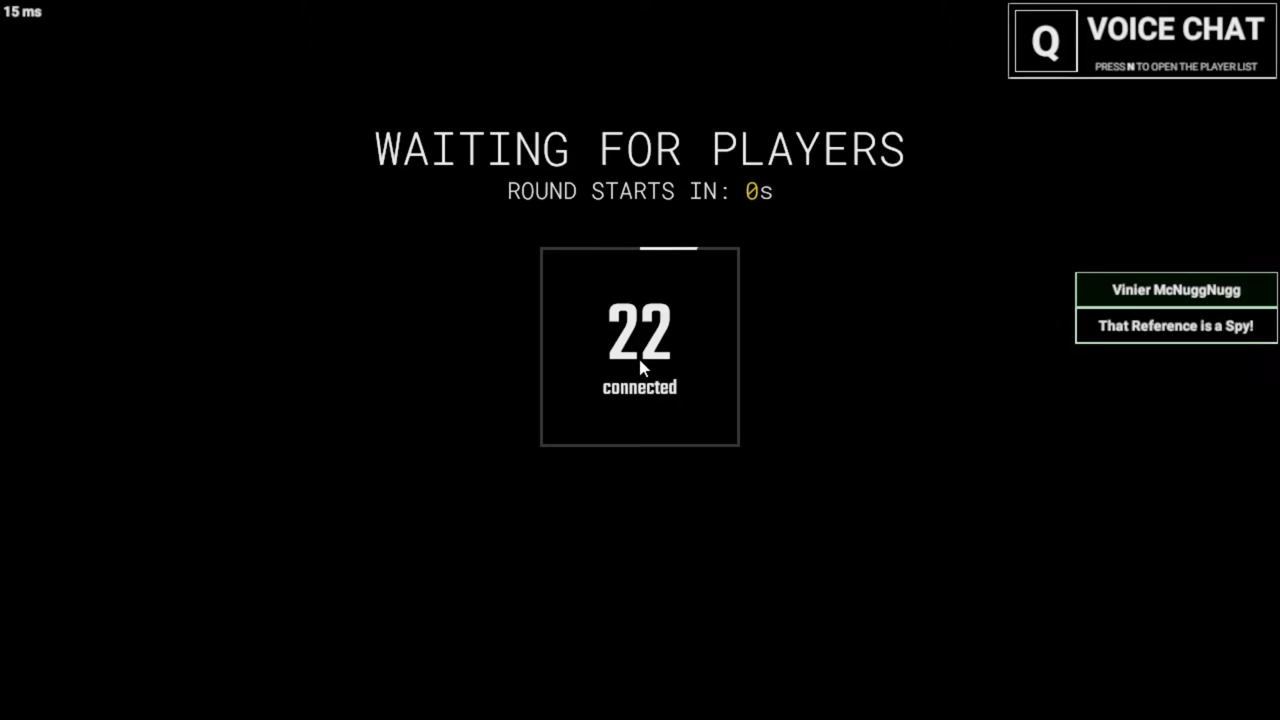 15 ms
Q
VOICE CHAT
PRESS N TO OPEN THE PLAYER LIST
WAITING FOR PLAYERS
ROUND STARTS IN: 0s
22
connected
Vinier McNuggNugg
That Reference is a Spy!